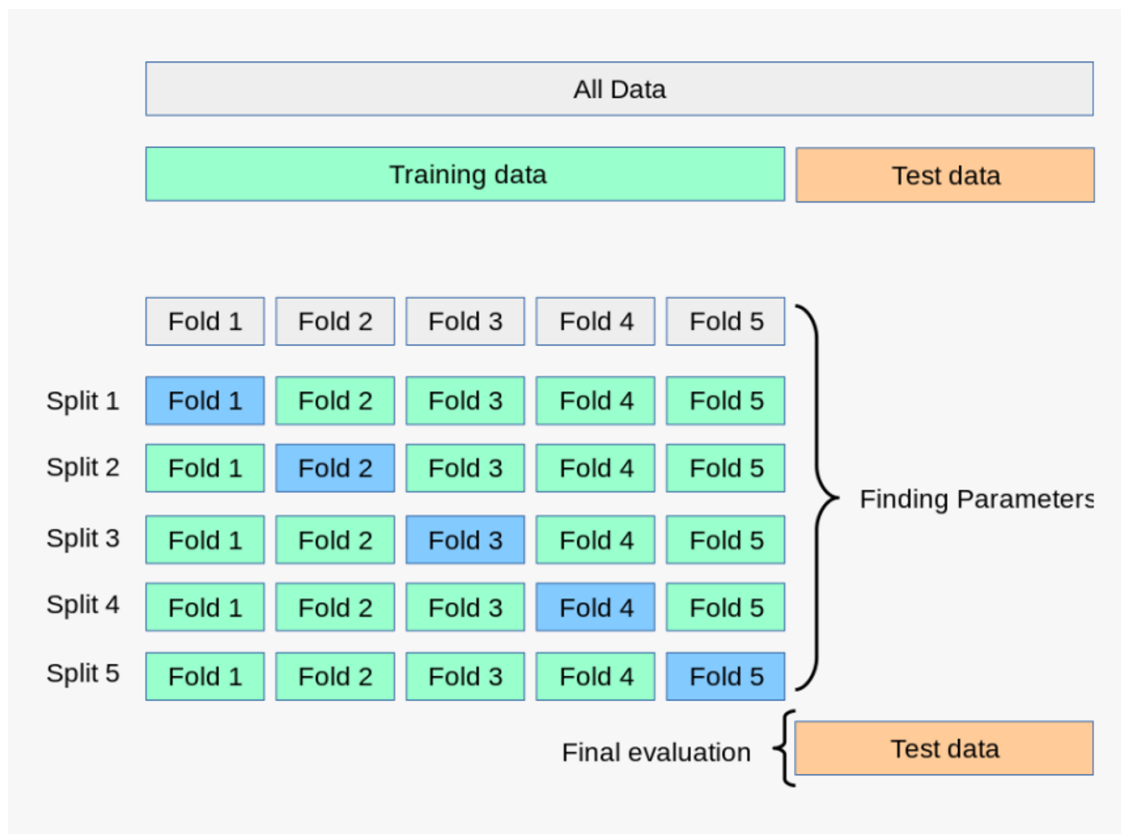 All Data
Training data
Test data
Fold 1 Fold 2 Fold 3 Fold 4 Fold 5
Split 1 Fold 1 Fold 2 Fold 3 Fold 4 Fold 5
Split 2 Fold 1 Fold 2 Fold 3 Fold 4 Fold 5
Finding Parameters
Split 3 Fold 1 Fold 2 Fold 3 Fold 4 Fold 5
Split 4 Fold 1 Fold 2 Fold 3 Fold 4 Fold 5
Split 5 Fold 1 Fold 2 Fold 3 Fold 4 Fold 5
Final evaluation
Test data